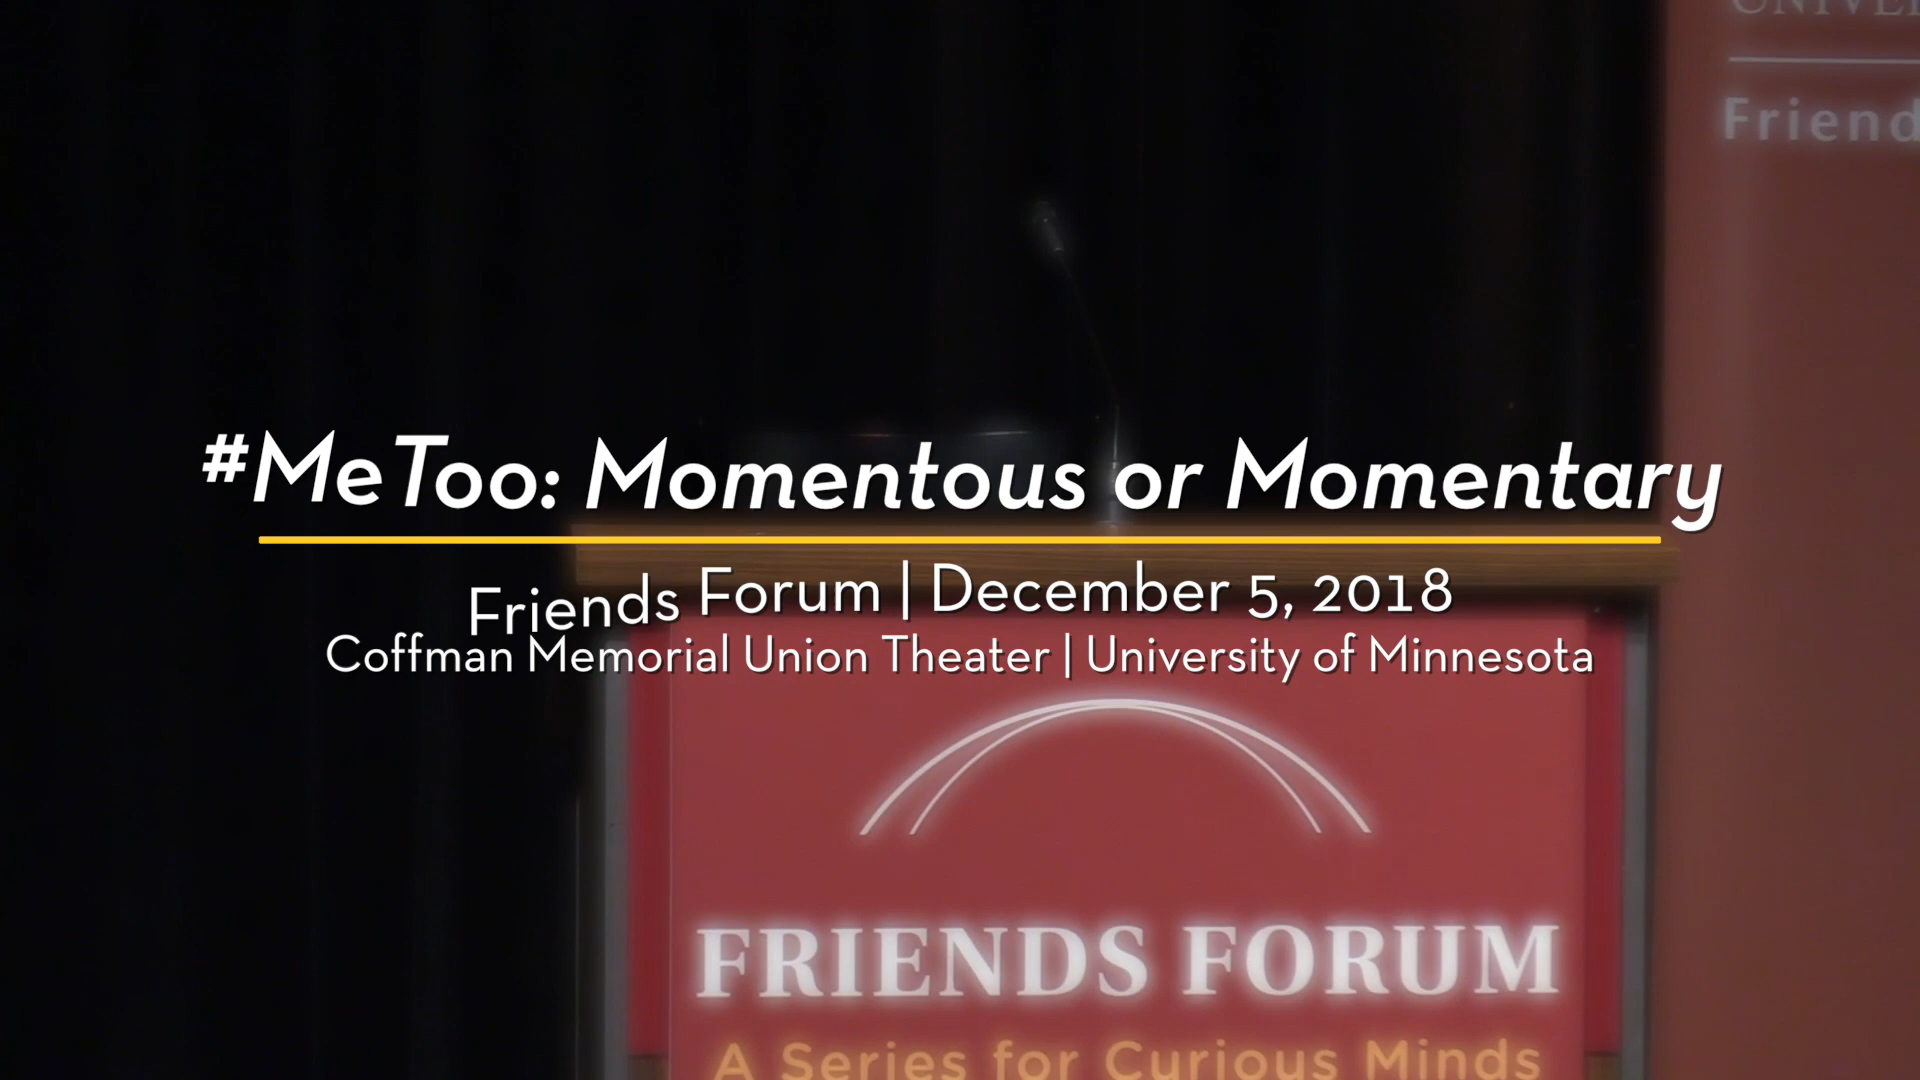 Friend
#MeToo: Momentous or Momentary
Friends Forum | December 5, 2018
Coffman Memorial Union Theater | University of Minnesota
FRIENDS FORUM
A Series for Curious Minds